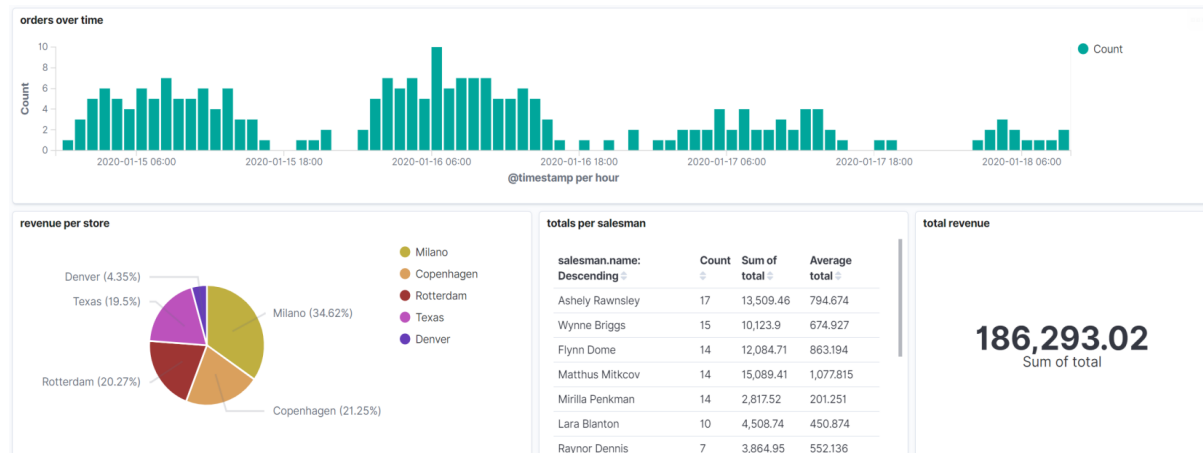 orders over time
10
8
6
4
2
0
Count
2020-01-15 06:00 2020-01-15 18:00 2020-01-16 06:00 2020-01-16 18:00 2020-01-17 06:00 2020-01-17 18:00 2020-01-18 06:00
@timestamp per hour
Count
revenue per store
Denver (4.35%)
Texas (19.5%)
Milano (34.62%)
Rotterdam (20.27%)
Copenhagen (21.25%)
Milano
Copenhagen
Rotterdam
Texas
Denver
totals per salesman
salesman.name: Count Sum of Average
Descending total total
Ashely Rawnsley 17 13,509.46 794.674
Wynne Briggs 15 10,123.9 674.927
Flynn Dome 14 12,084.71 863.194
Matthus Mitkcov 14 15,089.41 1,077.815
Mirilla Penkman 14 2,817.52 201.251
Lara Blanton 10 4,508.74 450.874
Raynor Dennis 7 3,864.95 552.136
total revenue
186,293.02
Sum of total